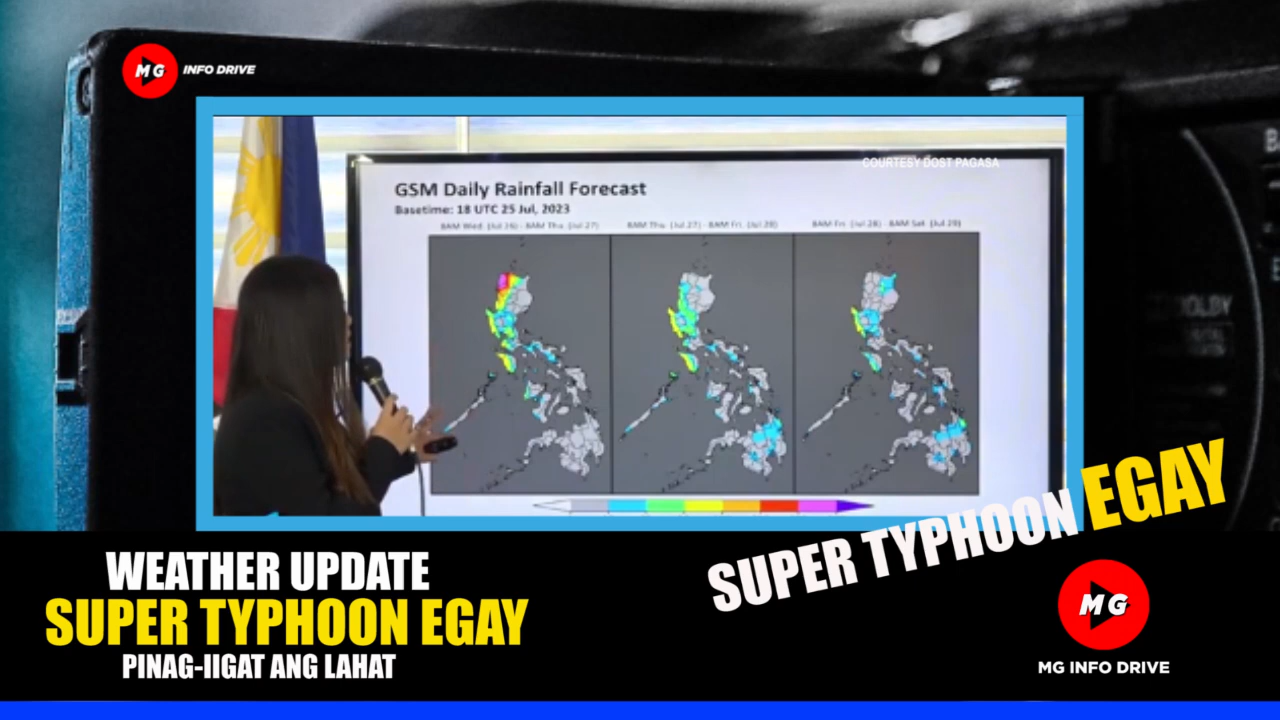 MG INFO DRIVE
COURTESY DOST PAGASA
GSM Daily Rainfall Forecast
Basetime: 18 UTC 25 Jul, 2023
8AM Wed. (Jul 26) - 8AM Thu. (Jul 27)
8AM Thu. (Jul 27) - 8AM Fri. (Jul 28)
8AM Fri. (Jul 28) - 8AM Sat. (Jul 29)
SUPER TYPHOON EGAY
WEATHER UPDATE
SUPER TYPHOON EGAY
PINAG-IIGAT ANG LAHAT
MG
MG INFO DRIVE